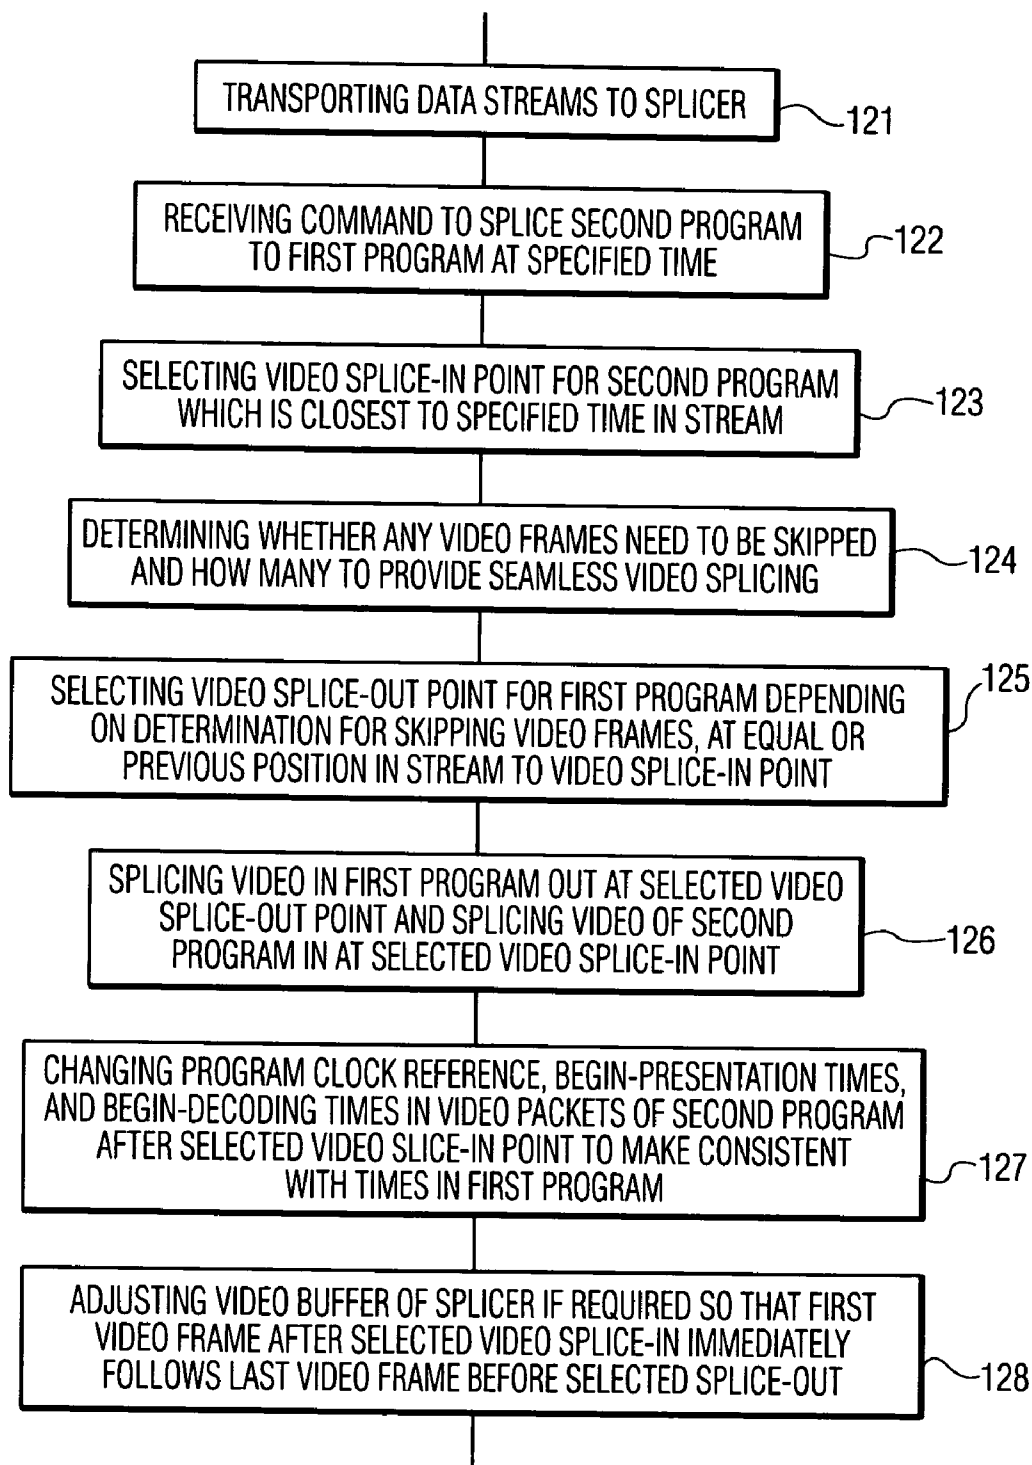 TRANSPORTING DATA STREAMS TO SPLICER
121
RECEIVING COMMAND TO SPLICE SECOND PROGRAM
TO FIRST PROGRAM AT SPECIFIED TIME
122
SELECTING VIDEO SPLICE-IN POINT FOR SECOND PROGRAM
WHICH IS CLOSEST TO SPECIFIED TIME IN STREAM
123
DETERMINING WHETHER ANY VIDEO FRAMES NEED TO BE SKIPPED
AND HOW MANY TO PROVIDE SEAMLESS VIDEO SPLICING
124
SELECTING VIDEO SPLICE-OUT POINT FOR FIRST PROGRAM DEPENDING
ON DETERMINATION FOR SKIPPING VIDEO FRAMES, AT EQUAL OR
PREVIOUS POSITION IN STREAM TO VIDEO SPLICE-IN POINT
125
SPLICING VIDEO IN FIRST PROGRAM OUT AT SELECTED VIDEO
SPLICE-OUT POINT AND SPLICING VIDEO OF SECOND
PROGRAM IN AT SELECTED VIDEO SPLICE-IN POINT
126
CHANGING PROGRAM CLOCK REFERENCE, BEGIN-PRESENTATION TIMES,
AND BEGIN-DECODING TIMES IN VIDEO PACKETS OF SECOND PROGRAM
AFTER SELECTED VIDEO SLICE-IN POINT TO MAKE CONSISTENT
WITH TIMES IN FIRST PROGRAM
127
ADJUSTING VIDEO BUFFER OF SPLICER IF REQUIRED SO THAT FIRST
VIDEO FRAME AFTER SELECTED VIDEO SPLICE-IN IMMEDIATELY
FOLLOWS LAST VIDEO FRAME BEFORE SELECTED SPLICE-OUT
128